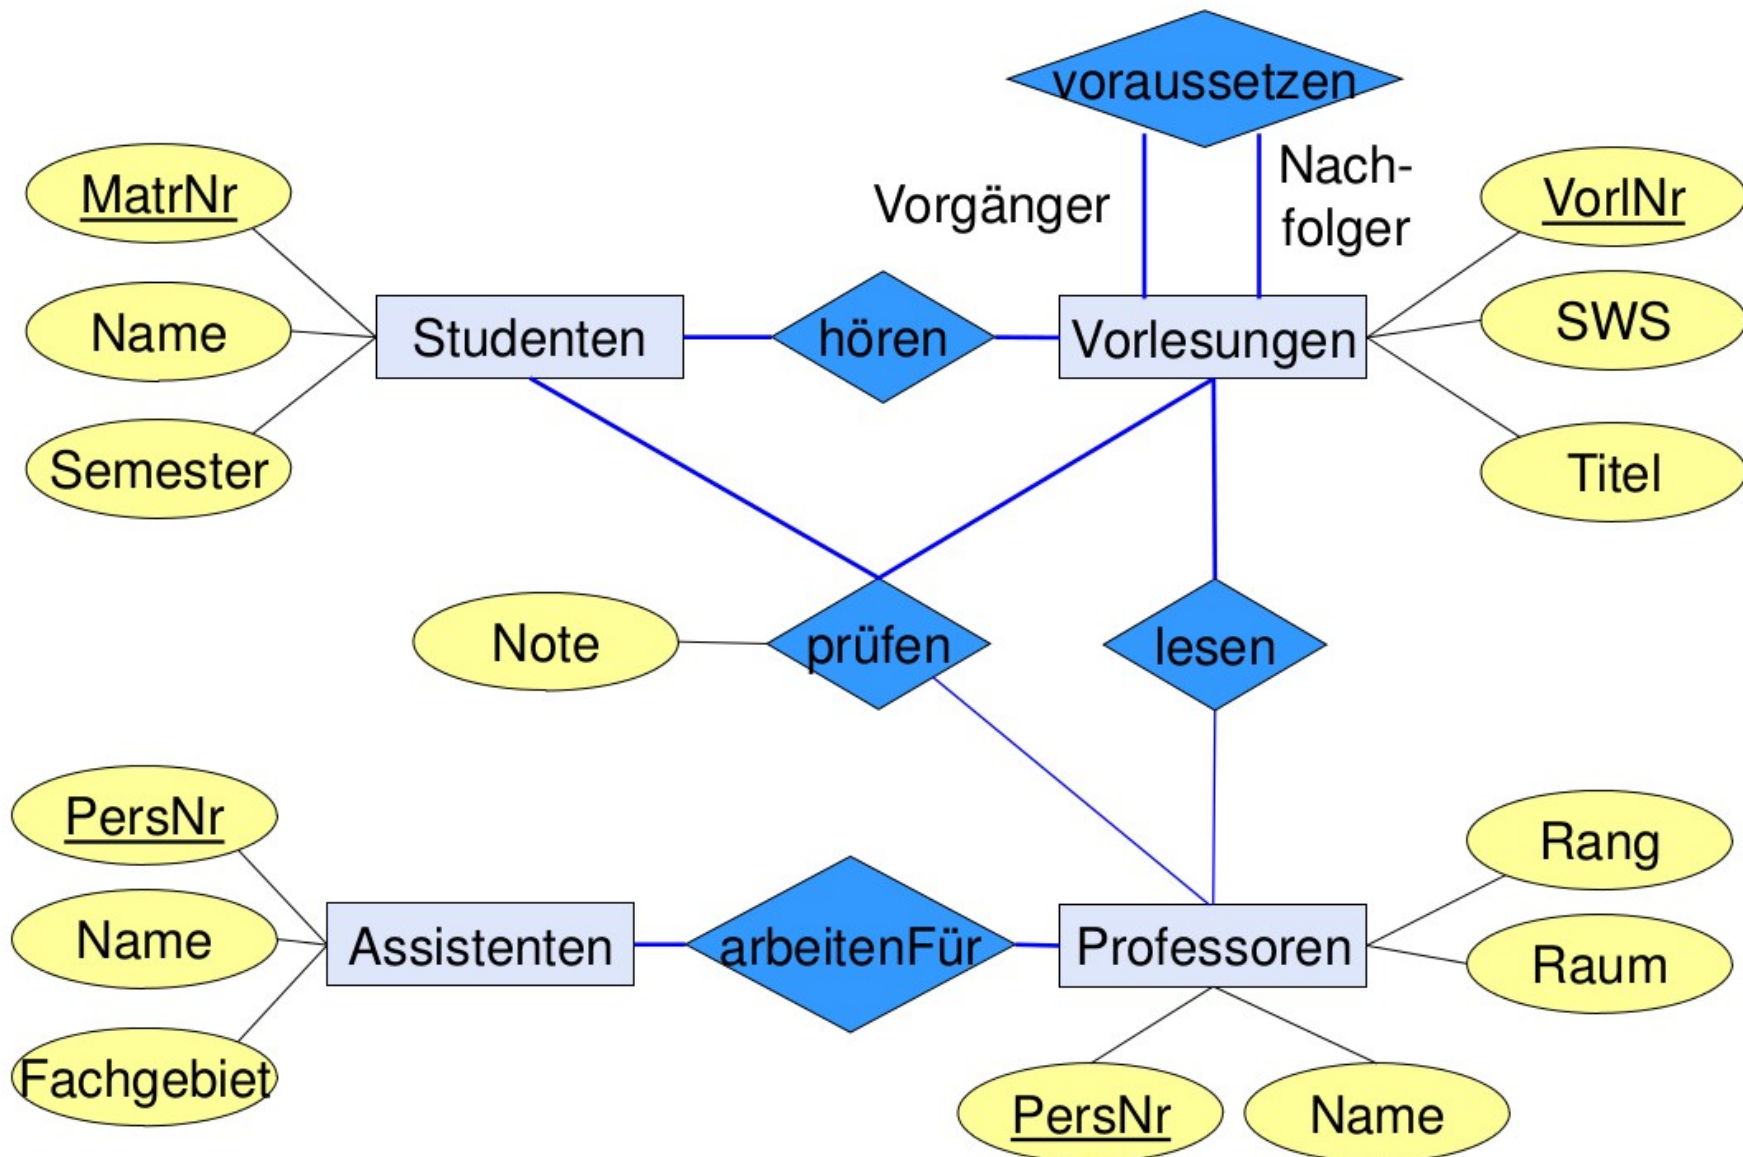 voraussetzen
Vorgänger
Nach-
folger
MatrNr
Name
Semester
Studenten
hören
Vorlesungen
VorlNr
SWS
Titel
Note
prüfen
lesen
PersNr
Name
Fachgebiet
Assistenten
arbeitenFür
Professoren
Rang
Raum
PersNr
Name